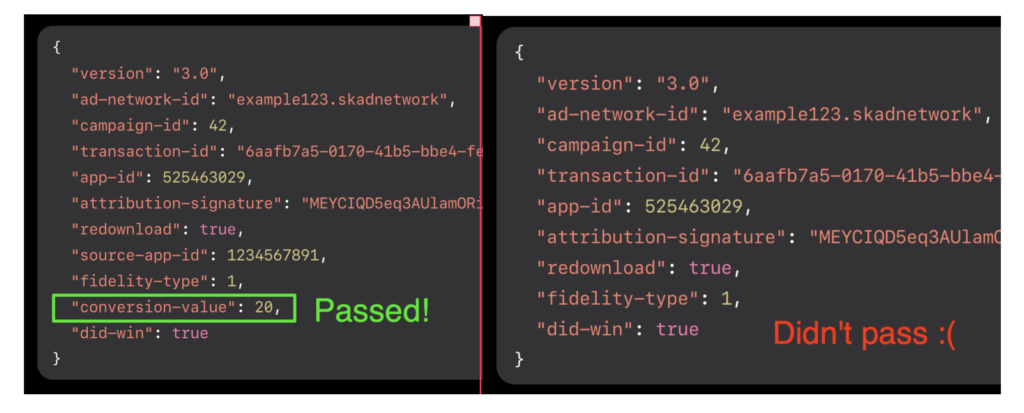 {
"version": "3.0",
"ad-network-id": "example123.skadnetwork",
"campaign-id": 42,
"transaction-id": "6aafb7a5-0170-41b5-bbe4-fe
"app-id": 525463029,
"attribution-signature": "MEYCIQD5eq3AUlamORi
"redownload": true,
"source-app-id": 1234567891,
"fidelity-type": 1,
"conversion-value": 20,
Passed!
"did-win": true
}
{
"version": "3.0",
"ad-network-id": "example123.skadnetwork",
"campaign-id": 42,
"transaction-id": "6aafb7a5-0170-41b5-bbe4-
"app-id": 525463029,
"attribution-signature": "MEYCIQD5eq3AUlamO
"redownload": true,
"fidelity-type": 1,
"did-win": true
Didn't pass :(
}